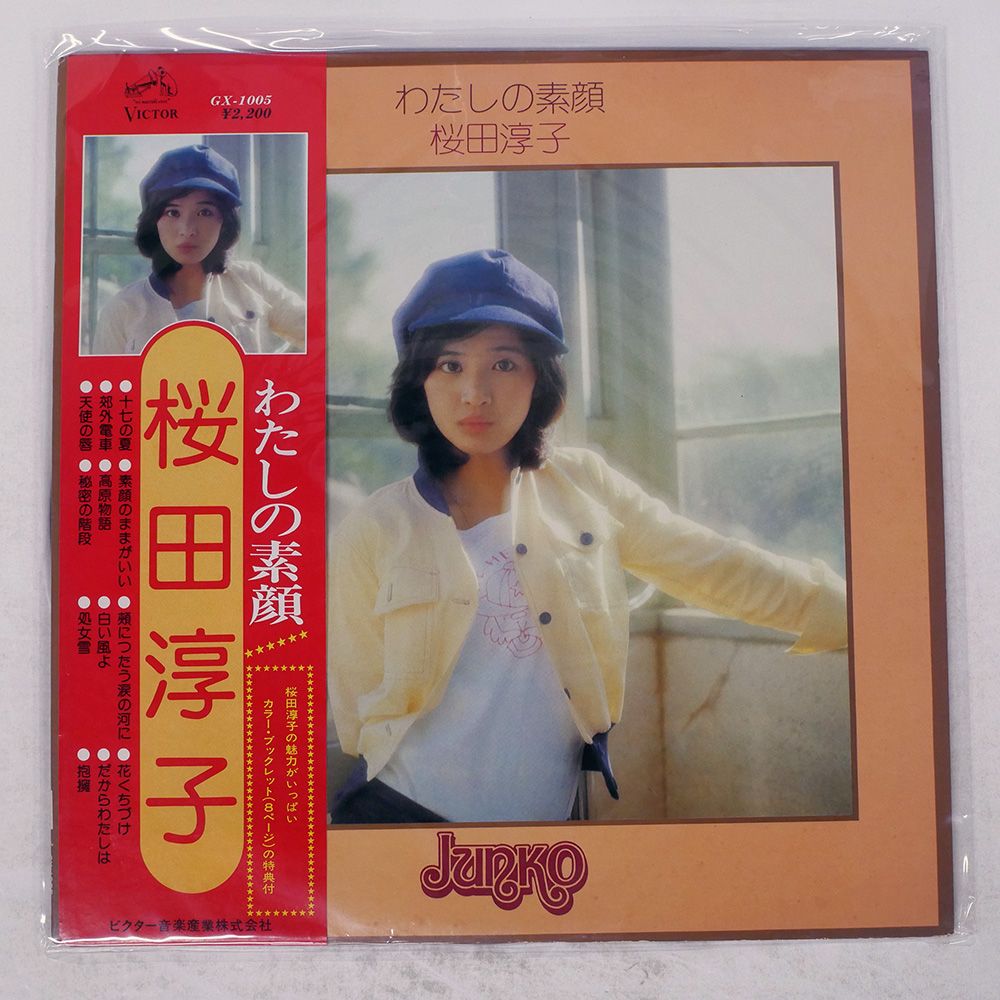 "HIS MASTER'S VOICE"
VICTOR
GX-1005
¥2,200
わたしの素顔
桜田淳子
わたしの素顔
桜田淳子
●十七の夏 ●素顔のままがいい ●頬につたう涙の河に ●花くちづけ
●郊外電車 ●高原物語 ●白い風よ ●だからわたしは
●天使の唇 ●秘密の階段 ●処女雪 ●抱擁
桜田淳子の魅力がいっぱい
カラー・ブックレット(8ページ)の特典付
ビクター音楽産業株式会社
JUNKO